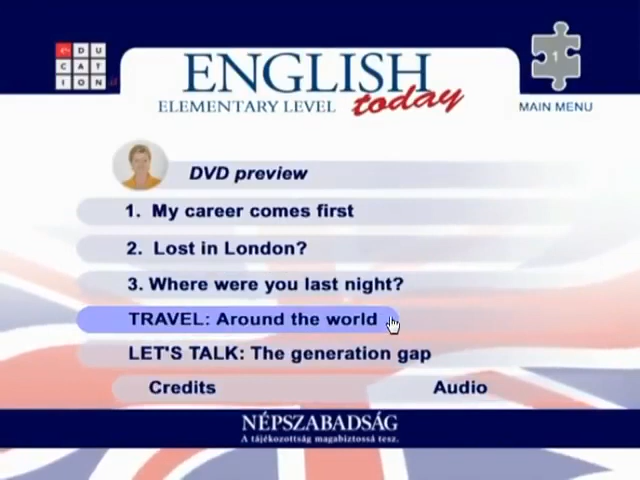 eDU
CAT
ION
ENGLISH
ELEMENTARY LEVEL today
1
MAIN MENU
DVD preview
1. My career comes first
2. Lost in London?
3. Where were you last night?
TRAVEL: Around the world
LET'S TALK: The generation gap
Credits
Audio
NÉPSZABADSÁG
A tájékozottság magabiztossá tesz.